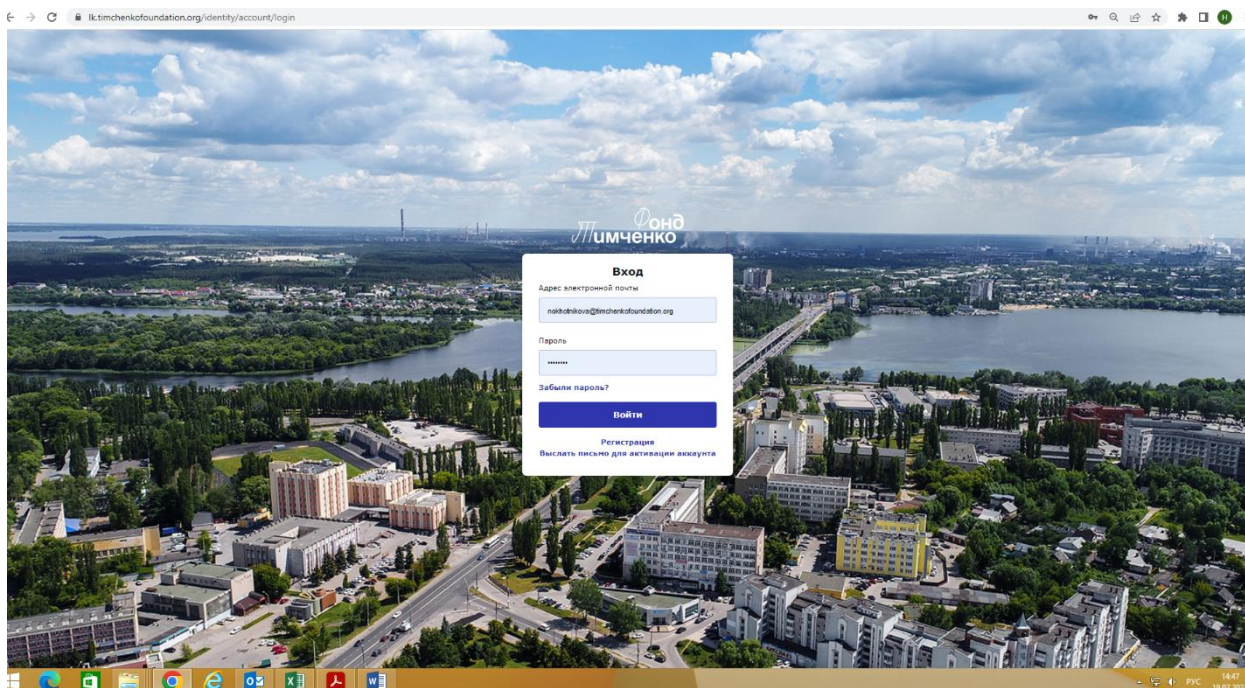 lk.timchenkofoundation.org/identity/account/login
Фонд
Тимченко
Вход
Адрес электронной почты
nokhotnikova@timchenkofoundation.org
Пароль
••••••••
Забыли пароль?
Войти
Регистрация
Выслать письмо для активации аккаунта
РУС
14:47